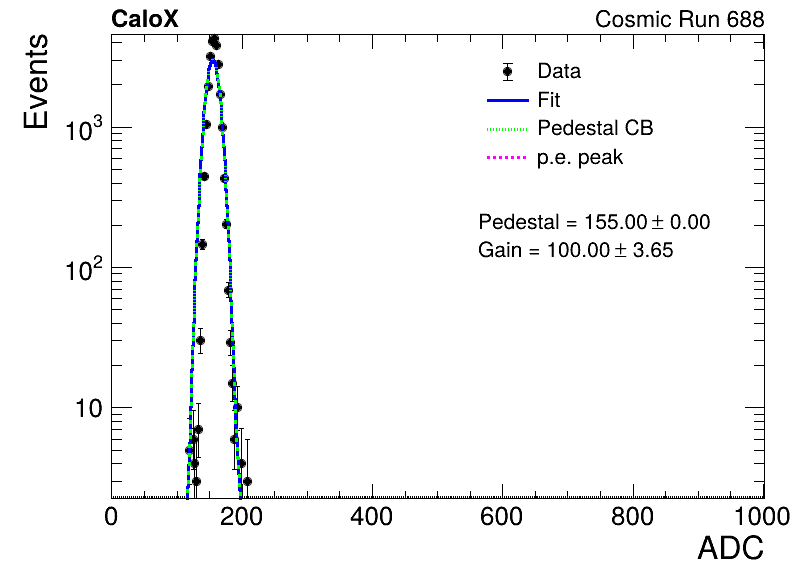 CaloX
Cosmic Run 688
Events
Data
Fit
Pedestal CB
p.e. peak
Pedestal = 155.00 ± 0.00
Gain = 100.00 ± 3.65
10³
10²
10
0 200 400 600 800 1000
ADC